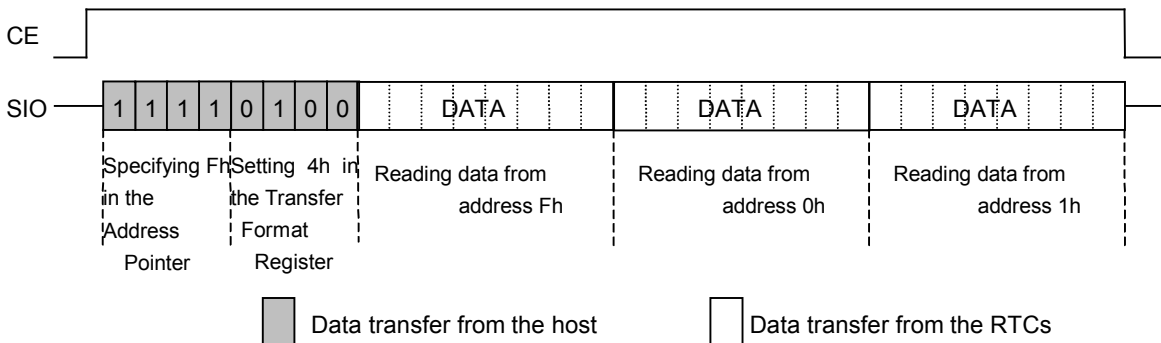 CE
SIO 1 1 1 1 0 1 0 0 DATA DATA DATA
Specifying Fh
in the
Address
Pointer
Setting 4h in
the Transfer
Format
Register
Reading data from
address Fh
Reading data from
address 0h
Reading data from
address 1h
Data transfer from the host
Data transfer from the RTCs